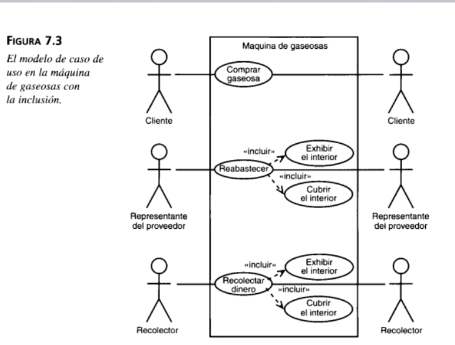 FIGURA 7.3
El modelo de caso de
uso en la máquina
de gaseosas con
la inclusión.
Maquina de gaseosas
Comprar
gaseosa
Cliente
Cliente
«incluir»
Exhibir
el interior
Reabastecer
«incluir»
Cubrir
el interior
Representante
del proveedor
Representante
del proveedor
«incluir»
Exhibir
el interior
Recolectar
dinero
«incluir»
Cubrir
el interior
Recolector
Recolector